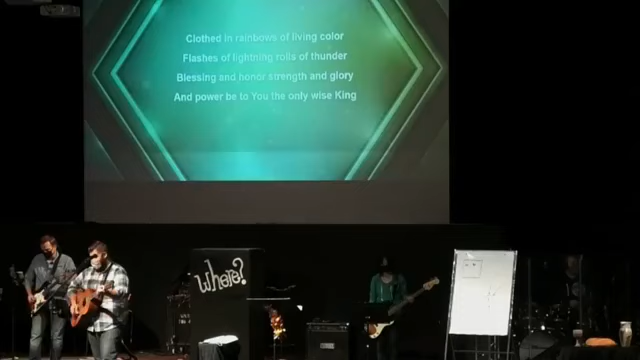 Clothed in rainbows of living color
Flashes of lightning rolls of thunder
Blessing and honor strength and glory
And power be to You the only wise King
where?